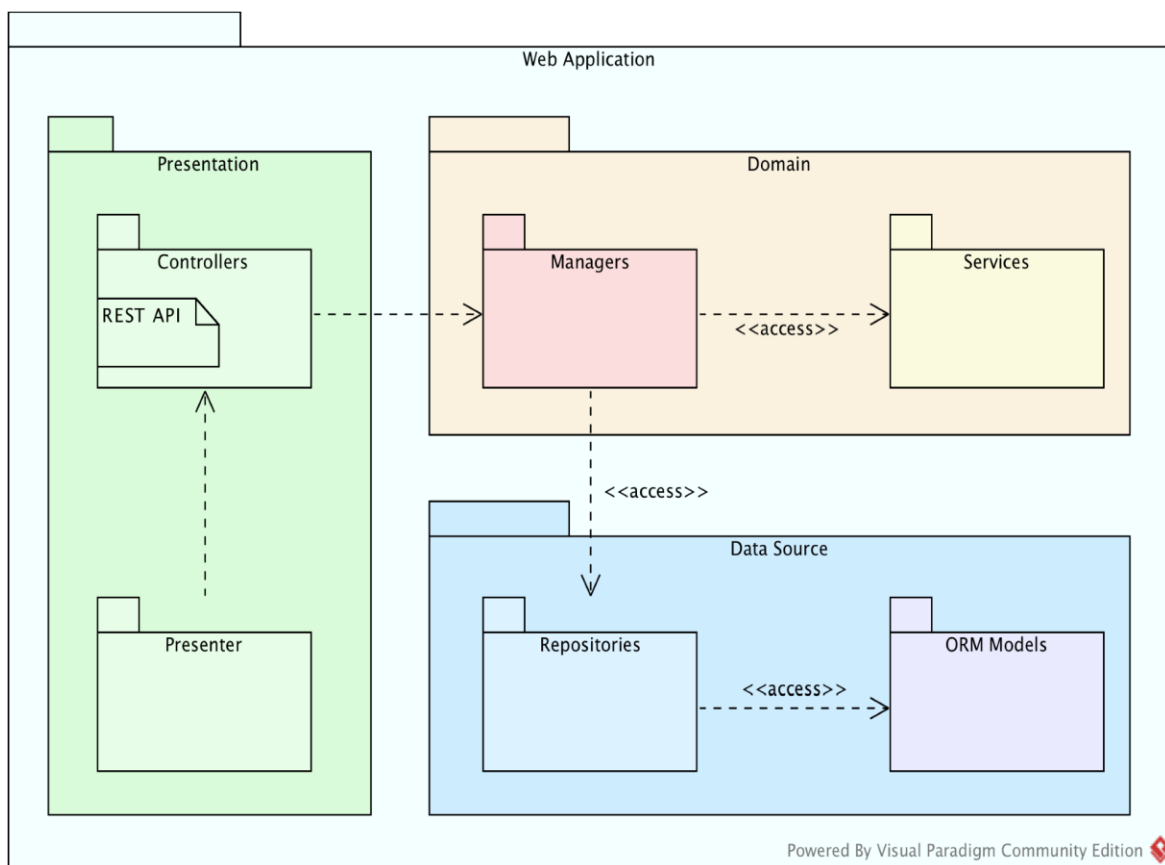 Web Application
Presentation
Domain
Controllers
Managers
Services
REST API
<<access>>
<<access>>
Data Source
Presenter
Repositories
ORM Models
<<access>>
Powered By Visual Paradigm Community Edition